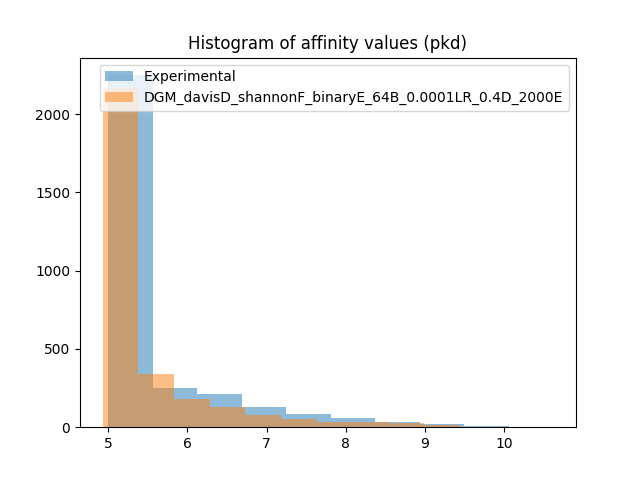 Histogram of affinity values (pkd)
Experimental
DGM_davisD_shannonF_binaryE_64B_0.0001LR_0.4D_2000E
2000
1500
1000
500
0
5 6 7 8 9 10